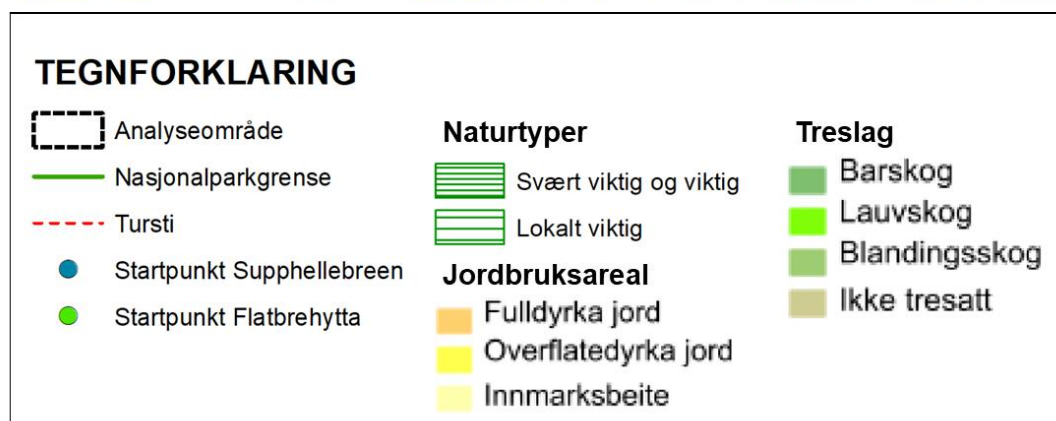 TEGNFORKLARING
Analyseområde
Nasjonalparkgrense
Tursti
Startpunkt Supphellebreen
Startpunkt Flatbrehytta
Naturtyper
Svært viktig og viktig
Lokalt viktig
Jordbruksareal
Fulldyrka jord
Overflatedyrka jord
Innmarksbeite
Treslag
Barskog
Lauvskog
Blandingsskog
Ikke tresatt